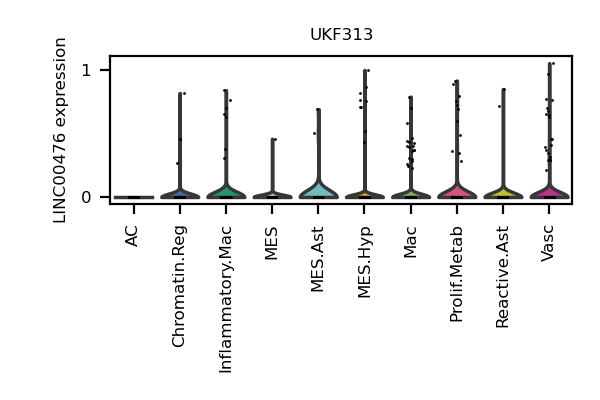 UKF313
LINC00476 expression
1
0
AC
Chromatin.Reg
Inflammatory.Mac
MES
MES.Ast
MES.Hyp
Mac
Prolif.Metab
Reactive.Ast
Vasc